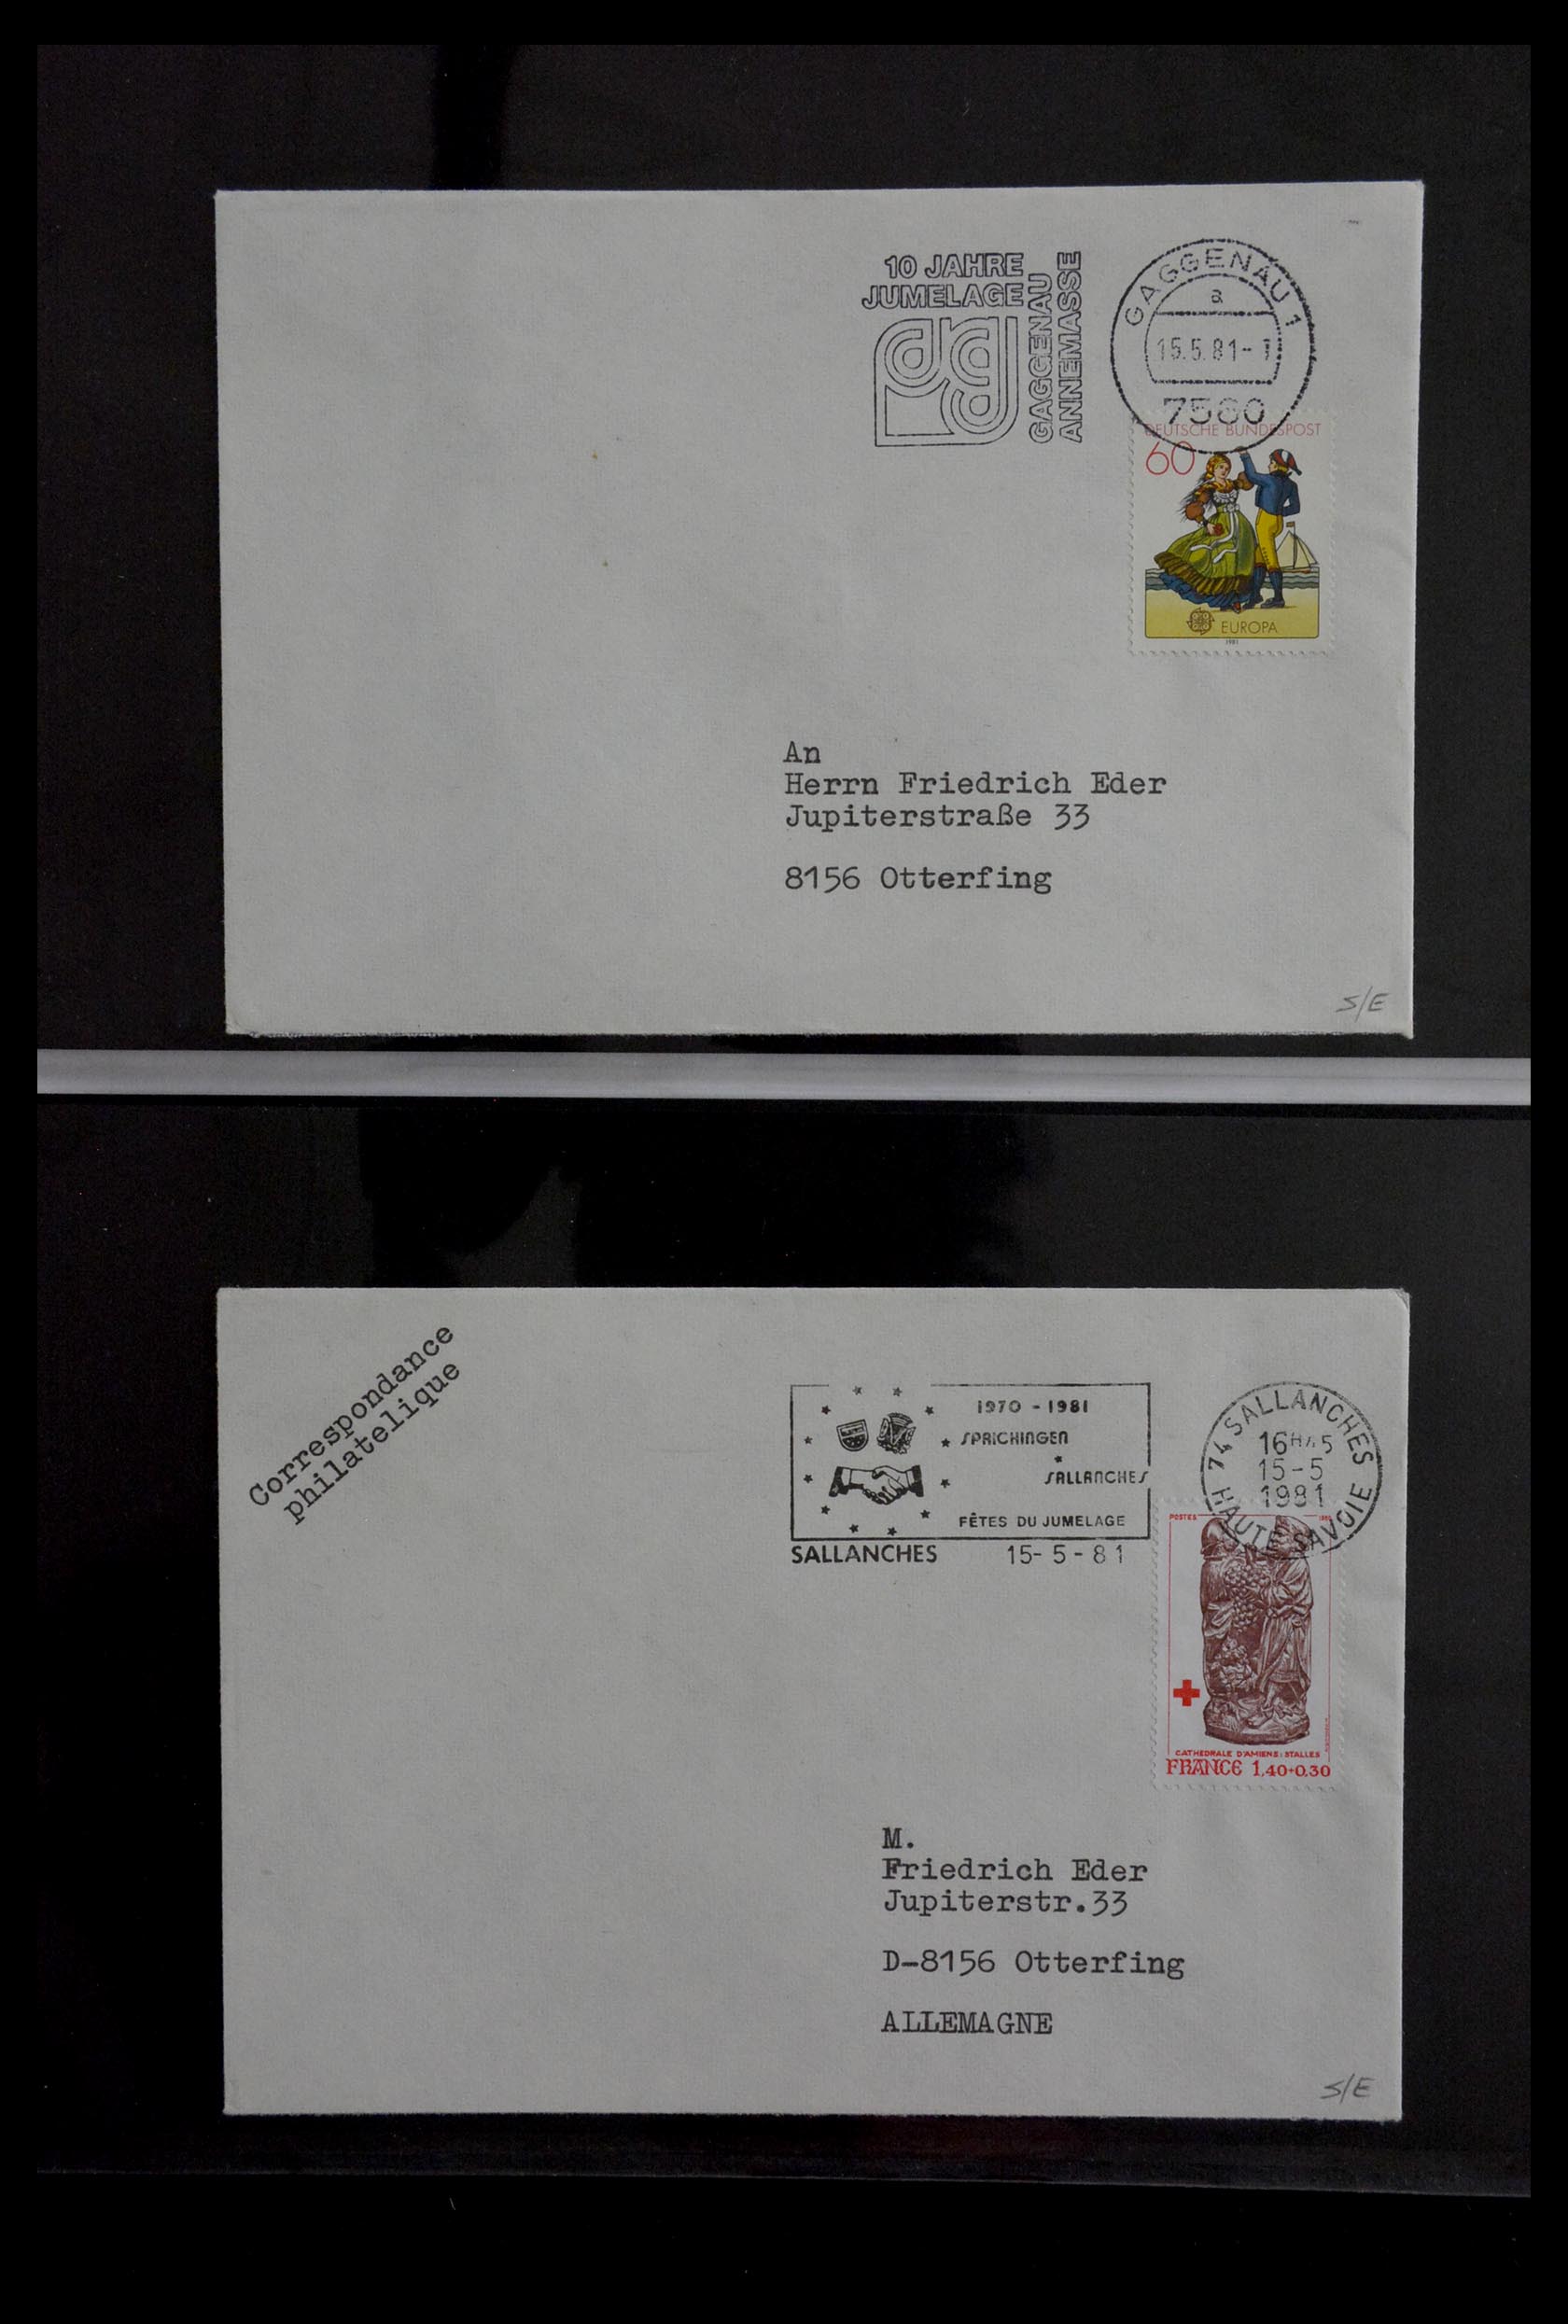 10 JAHRE
JUMELAGE
GAGGENAU
ANNEMASSE
GAGGENAU 1
a
15.5.81-
7560
DEUTSCHE BUNDESPOST
60
EUROPA
1981
An
Herrn Friedrich Eder
Jupiterstraße 33
8156 Otterfing
S/E
Correspondance
philatelique
1970 - 1981
SPRICHINGEN
SALLANCHES
FÊTES DU JUMELAGE
SALLANCHES 15-5-81
74 SALLANCHES
16H45
15-5
1981
HAUTE SAVOIE
POSTES
CATHEDRALE D'AMIENS: STALLES
FRANCE 1,40+0,30
M.
Friedrich Eder
Jupiterstr.33
D-8156 Otterfing
ALLEMAGNE
S/E